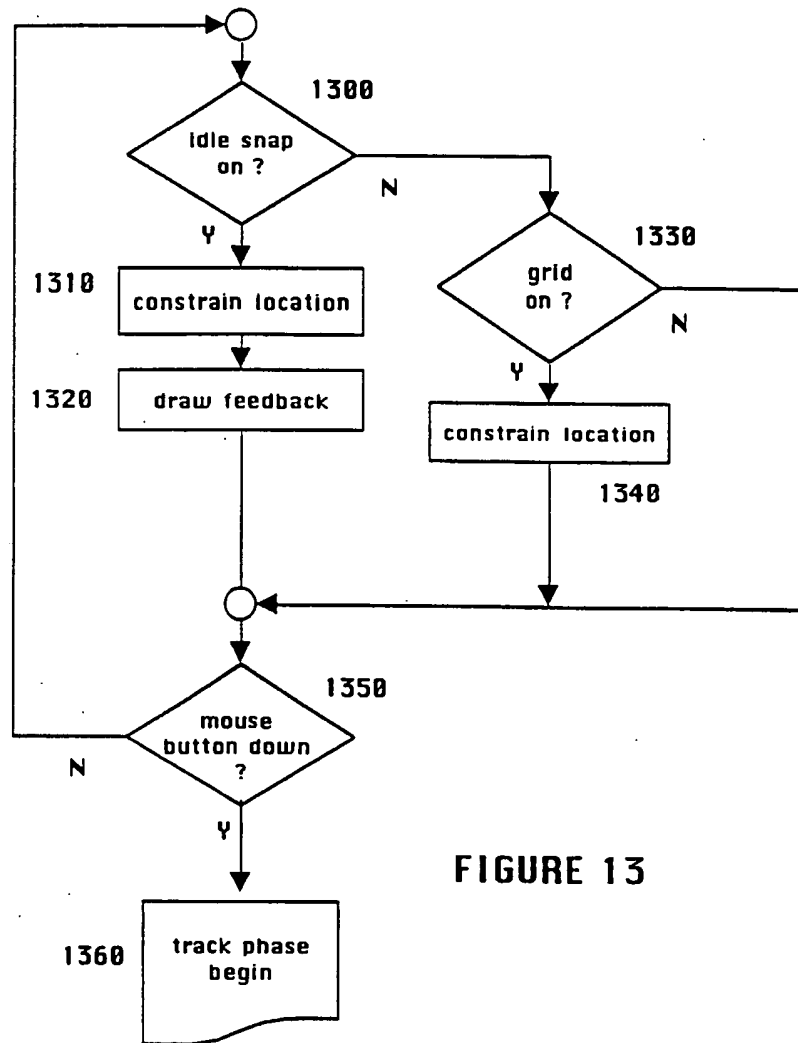 1300
idle snap
on ?
N
Y
1330
grid
on ?
N
Y
1310
constrain location
1320
draw feedback
constrain location
1340
1350
mouse
button down
?
N
Y
FIGURE 13
1360
track phase
begin